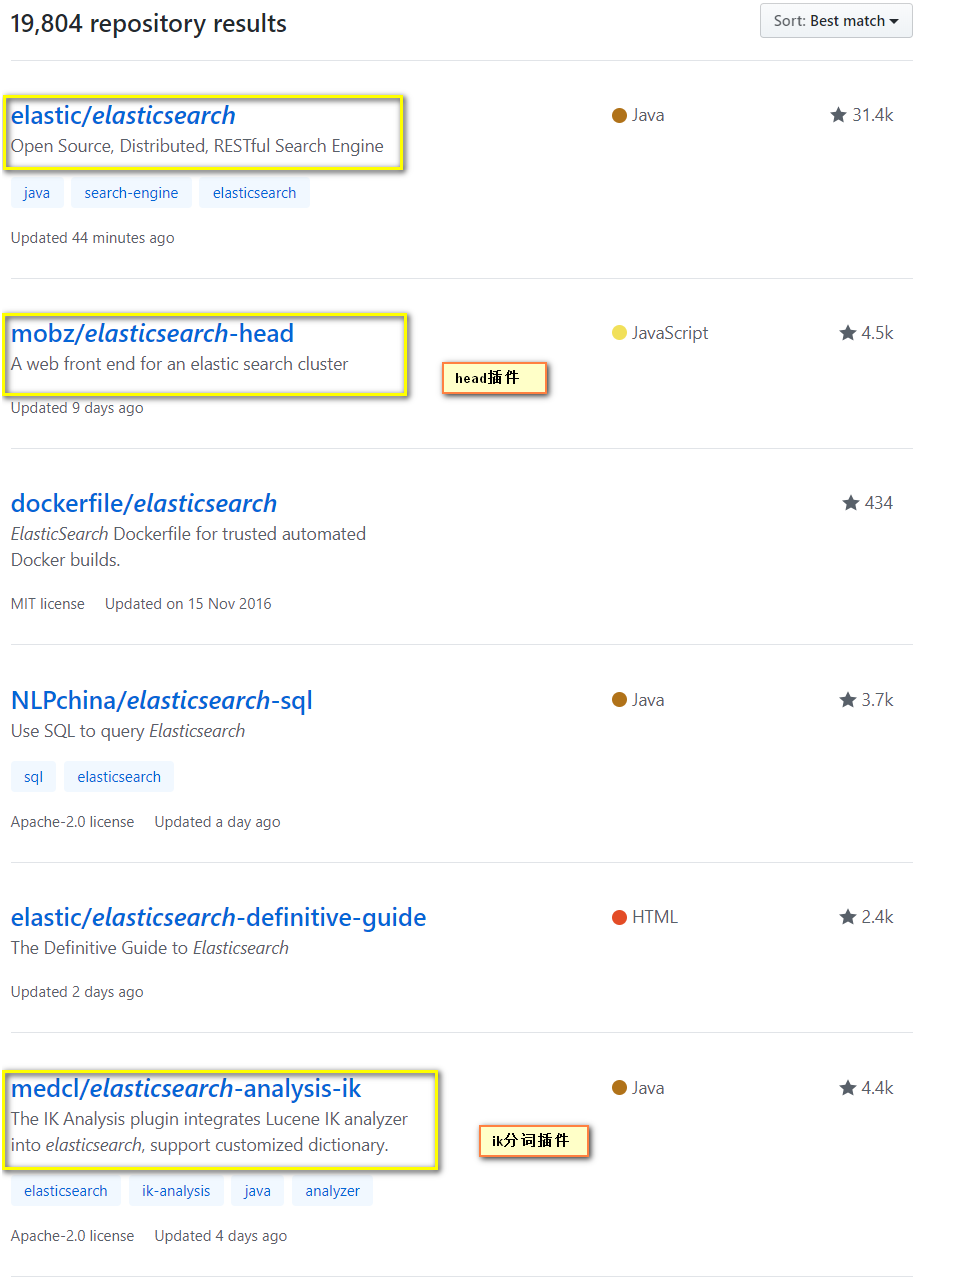 19,804 repository results
Sort: Best match
elastic/elasticsearch
Java
31.4k
Open Source, Distributed, RESTful Search Engine
java search-engine elasticsearch
Updated 44 minutes ago
mobz/elasticsearch-head
JavaScript
4.5k
A web front end for an elastic search cluster
head插件
Updated 9 days ago
dockerfile/elasticsearch
434
ElasticSearch Dockerfile for trusted automated
Docker builds.
MIT license Updated on 15 Nov 2016
NLPchina/elasticsearch-sql
Java
3.7k
Use SQL to query Elasticsearch
sql elasticsearch
Apache-2.0 license Updated a day ago
elastic/elasticsearch-definitive-guide
HTML
2.4k
The Definitive Guide to Elasticsearch
Updated 2 days ago
medcl/elasticsearch-analysis-ik
Java
4.4k
The IK Analysis plugin integrates Lucene IK analyzer
into elasticsearch, support customized dictionary.
ik分词插件
elasticsearch ik-analysis java analyzer
Apache-2.0 license Updated 4 days ago